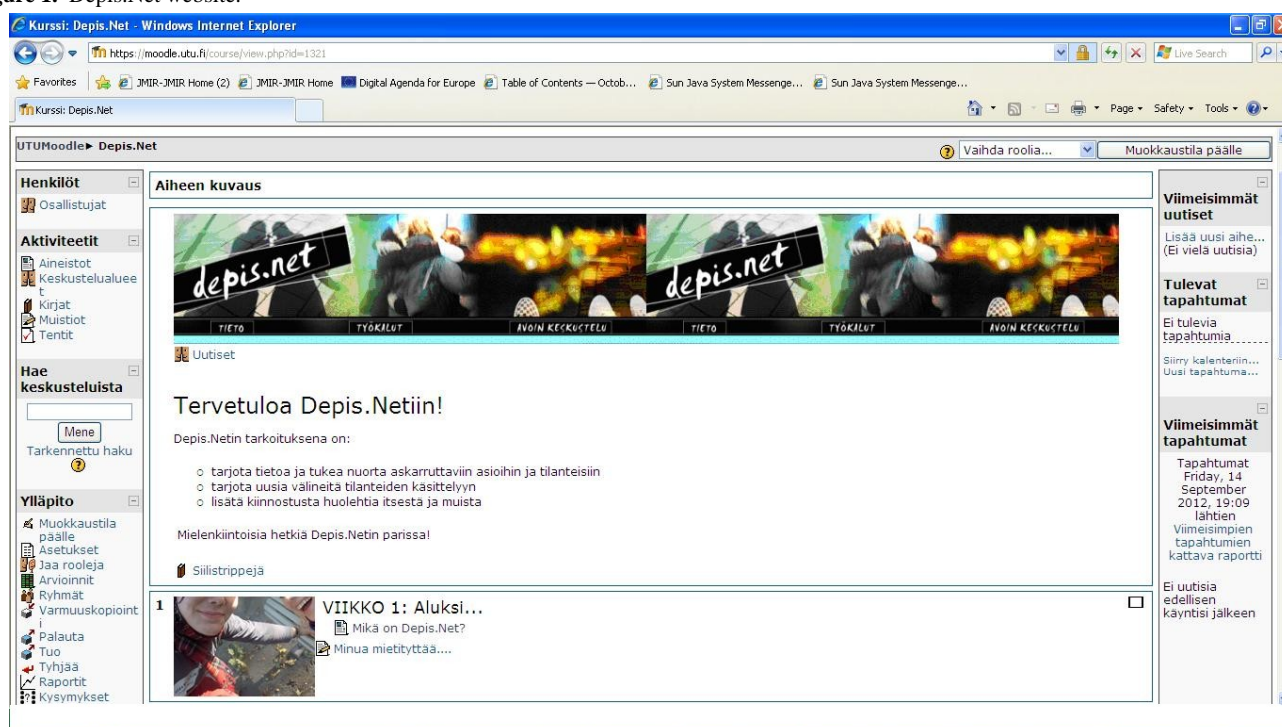 Figure 1. Depis.Net website.
Kurssi: Depis.Net - Windows Internet Explorer
https://moodle.utu.fi/course/view.php?id=1321
Live Search
Favorites
JMIR-JMIR Home (2)
JMIR-JMIR Home
Digital Agenda for Europe
Table of Contents — Octob...
Sun Java System Messenge...
Sun Java System Messenge...
Kurssi: Depis.Net
Page
Safety
Tools
UTUMoodle► Depis.Net
Vaihda roolia...
Muokkaustila päälle
Henkilöt
Osallistujat
Aktiviteetit
Aineistot
Keskustelualuee
t
Kirjat
Muistiot
Tentit
Hae
keskusteluista
Mene
Tarkennettu haku
Ylläpito
Muokkaustila
päälle
Asetukset
Jaa rooleja
Arvioinnit
Ryhmät
Varmuuskopioint
i
Palauta
Tuo
Tyhjää
Raportit
Kysymykset
Aiheen kuvaus
depis.net
depis.net
TIETO TYÖKALUT AVOIN KESKUSTELU TIETO TYÖKALUT AVOIN KESKUSTELU
Uutiset
Tervetuloa Depis.Netiin!
Depis.Netin tarkoituksena on:
tarjota tietoa ja tukea nuorta askarruttaviin asioihin ja tilanteisiin
tarjota uusia välineitä tilanteiden käsittelyyn
lisätä kiinnostusta huolehtia itsestä ja muista
Mielenkiintoisia hetkiä Depis.Netin parissa!
Siilistrippejä
1
VIIKKO 1: Aluksi...
Mikä on Depis.Net?
Minua mietityttää....
Viimeisimmät
uutiset
Lisää uusi aihe...
(Ei vielä uutisia)
Tulevat
tapahtumat
Ei tulevia
tapahtumia
Siirry kalenteriin...
Uusi tapahtuma...
Viimeisimmät
tapahtumat
Tapahtumat
Friday, 14
September
2012, 19:09
lähtien
Viimeisimpien
tapahtumien
kattava raportti
Ei uutisia
edellisen
käyntisi jälkeen